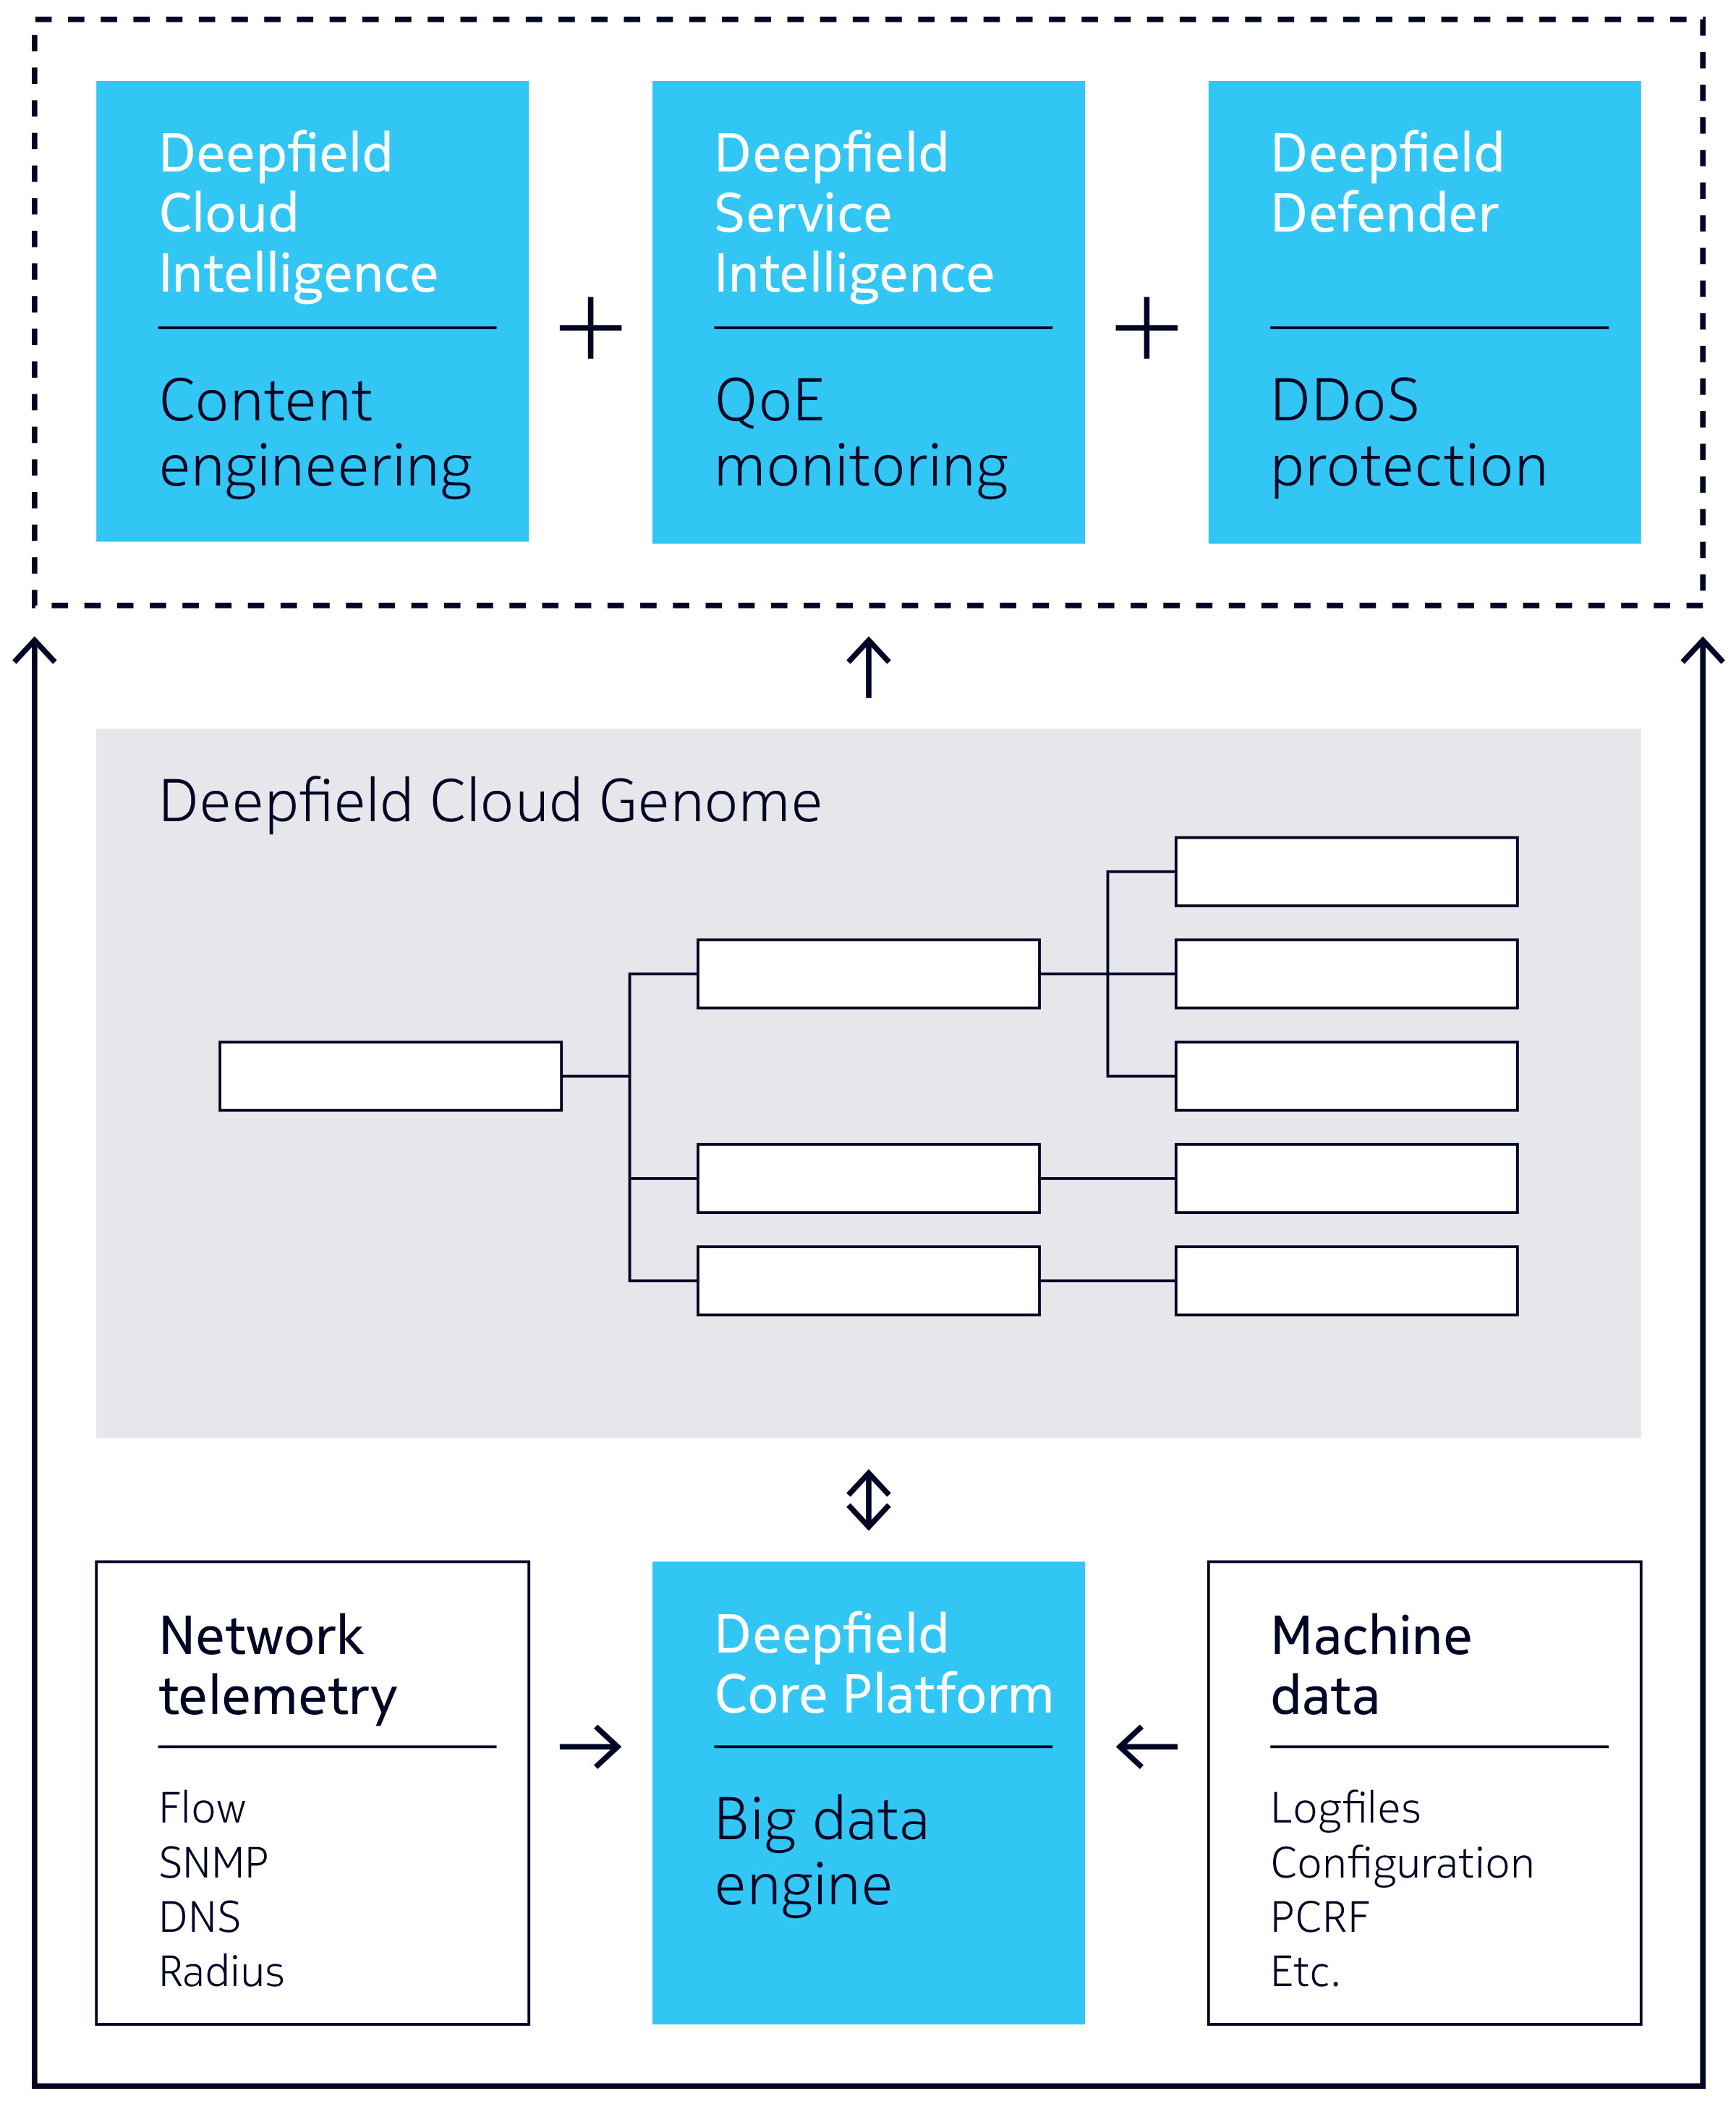 Deepfield
Cloud
Intelligence
Content
engineering
Deepfield
Service
Intelligence
QoE
monitoring
Deepfield
Defender
DDoS
protection
Deepfield Cloud Genome
Network
telemetry
Flow
SNMP
DNS
Radius
Deepfield
Core Platform
Big data
engine
Machine
data
Logfiles
Configuration
PCRF
Etc.